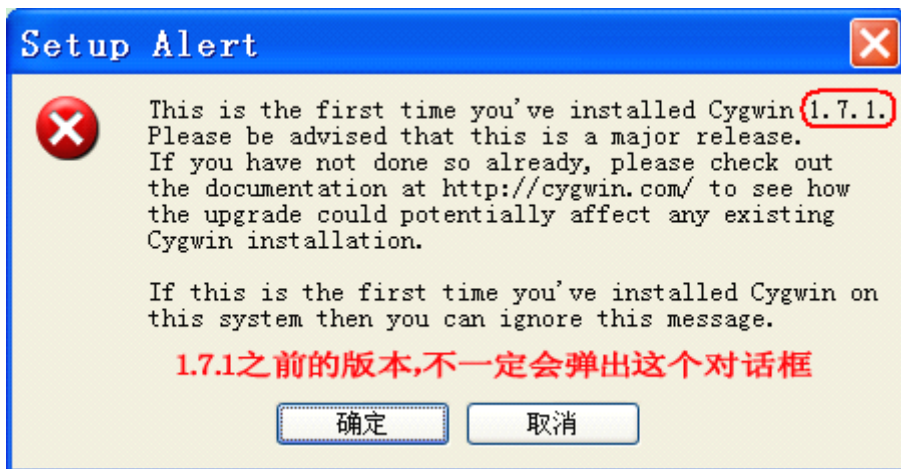 Setup Alert
This is the first time you've installed Cygwin 1.7.1.
Please be advised that this is a major release.
If you have not done so already, please check out
the documentation at http://cygwin.com/ to see how
the upgrade could potentially affect any existing
Cygwin installation.
If this is the first time you've installed Cygwin on
this system then you can ignore this message.
1.7.1之前的版本,不一定会弹出这个对话框
确定 取消